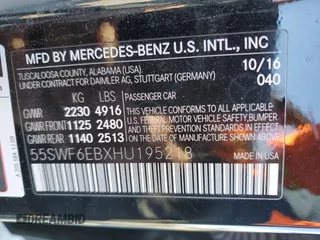 MFD BY MERCEDES-BENZ U.S. INTL., INC
TUSCALOOSA COUNTY, ALABAMA (USA) 10/16
UNDER CONTRACT FOR DAIMLER AG, STUTTGART (GERMANY) 040
KG LBS PASSENGER CAR
GVWR 2230 4916
GAWR FRONT 1125 2480
GAWR REAR 1140 2513
THIS VEHICLE CONFORMS TO ALL APPLICABLE FEDERAL MOTOR VEHICLE SAFETY, BUMPER AND THEFT PREVENTION STANDARDS IN EFFECT ON THE DATE OF MANUFACTURE SHOWN ABOVE.
55SWF6EBXHU195218
DREAMBID